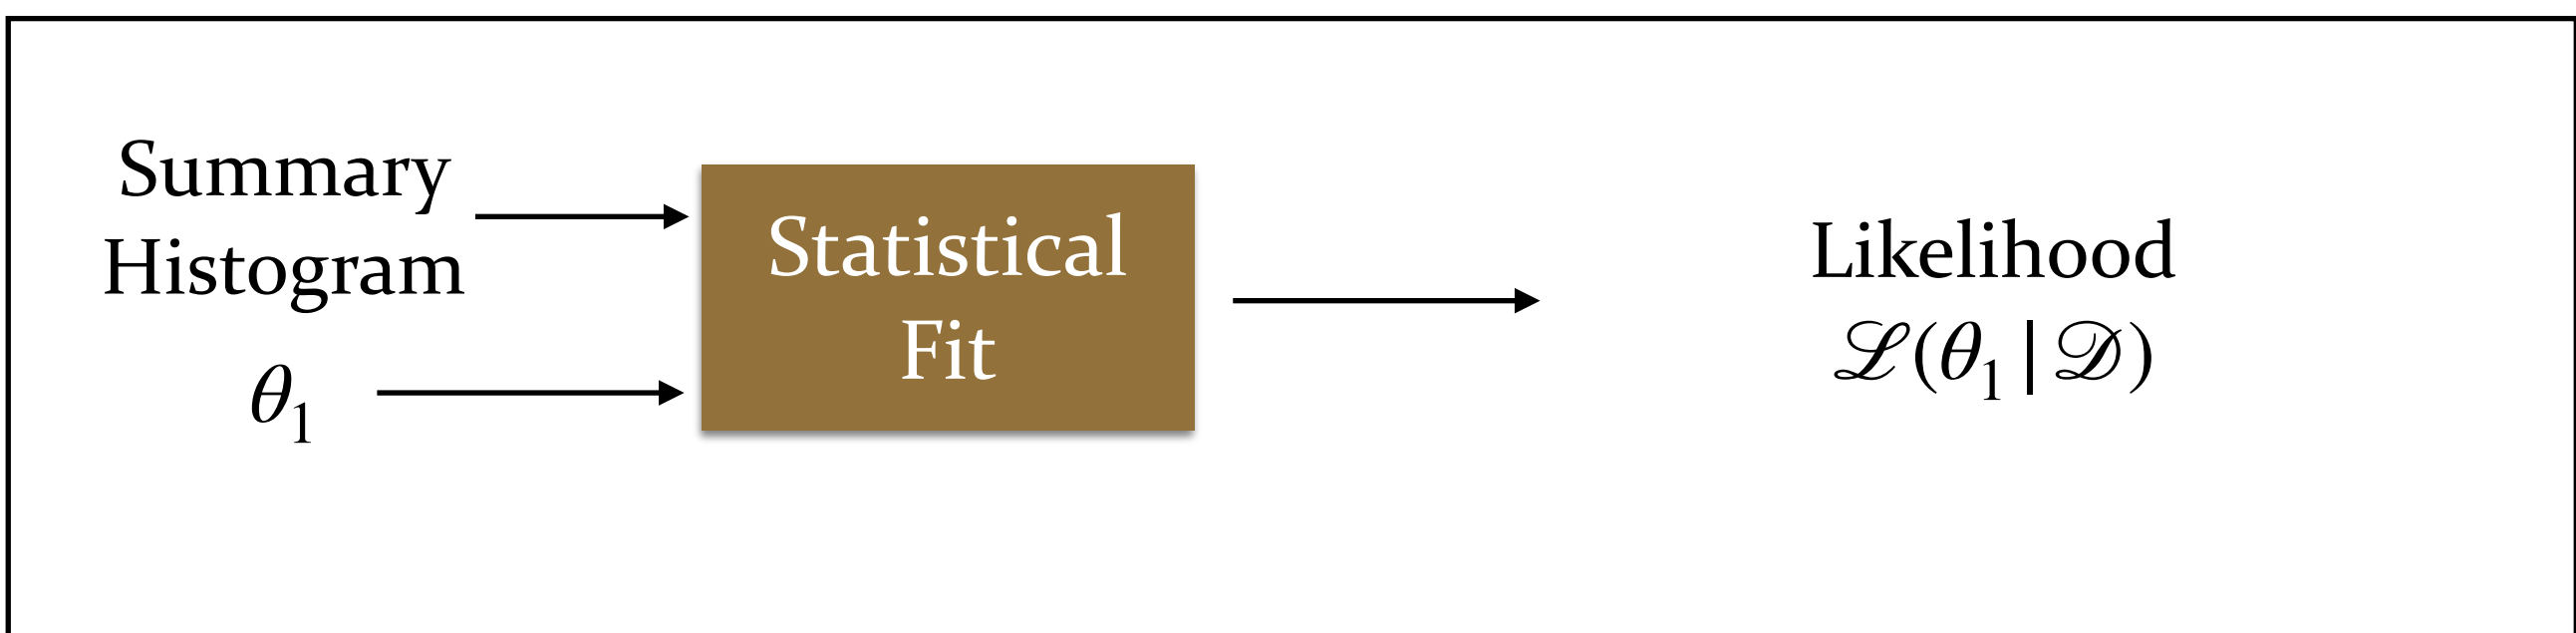 Summary
Histogram
θ₁
Statistical
Fit
Likelihood
ℒ(θ₁ | 𝒟)